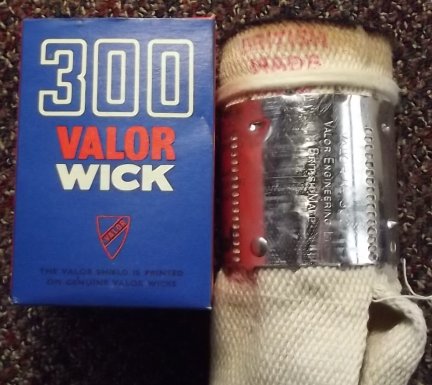 300
VALOR
WICK
VALOR
THE VALOR SHIELD IS PRINTED
ON GENUINE VALOR WICKS
BRITISH
MADE
VALOR ENGINEERING
BRITISH MADE